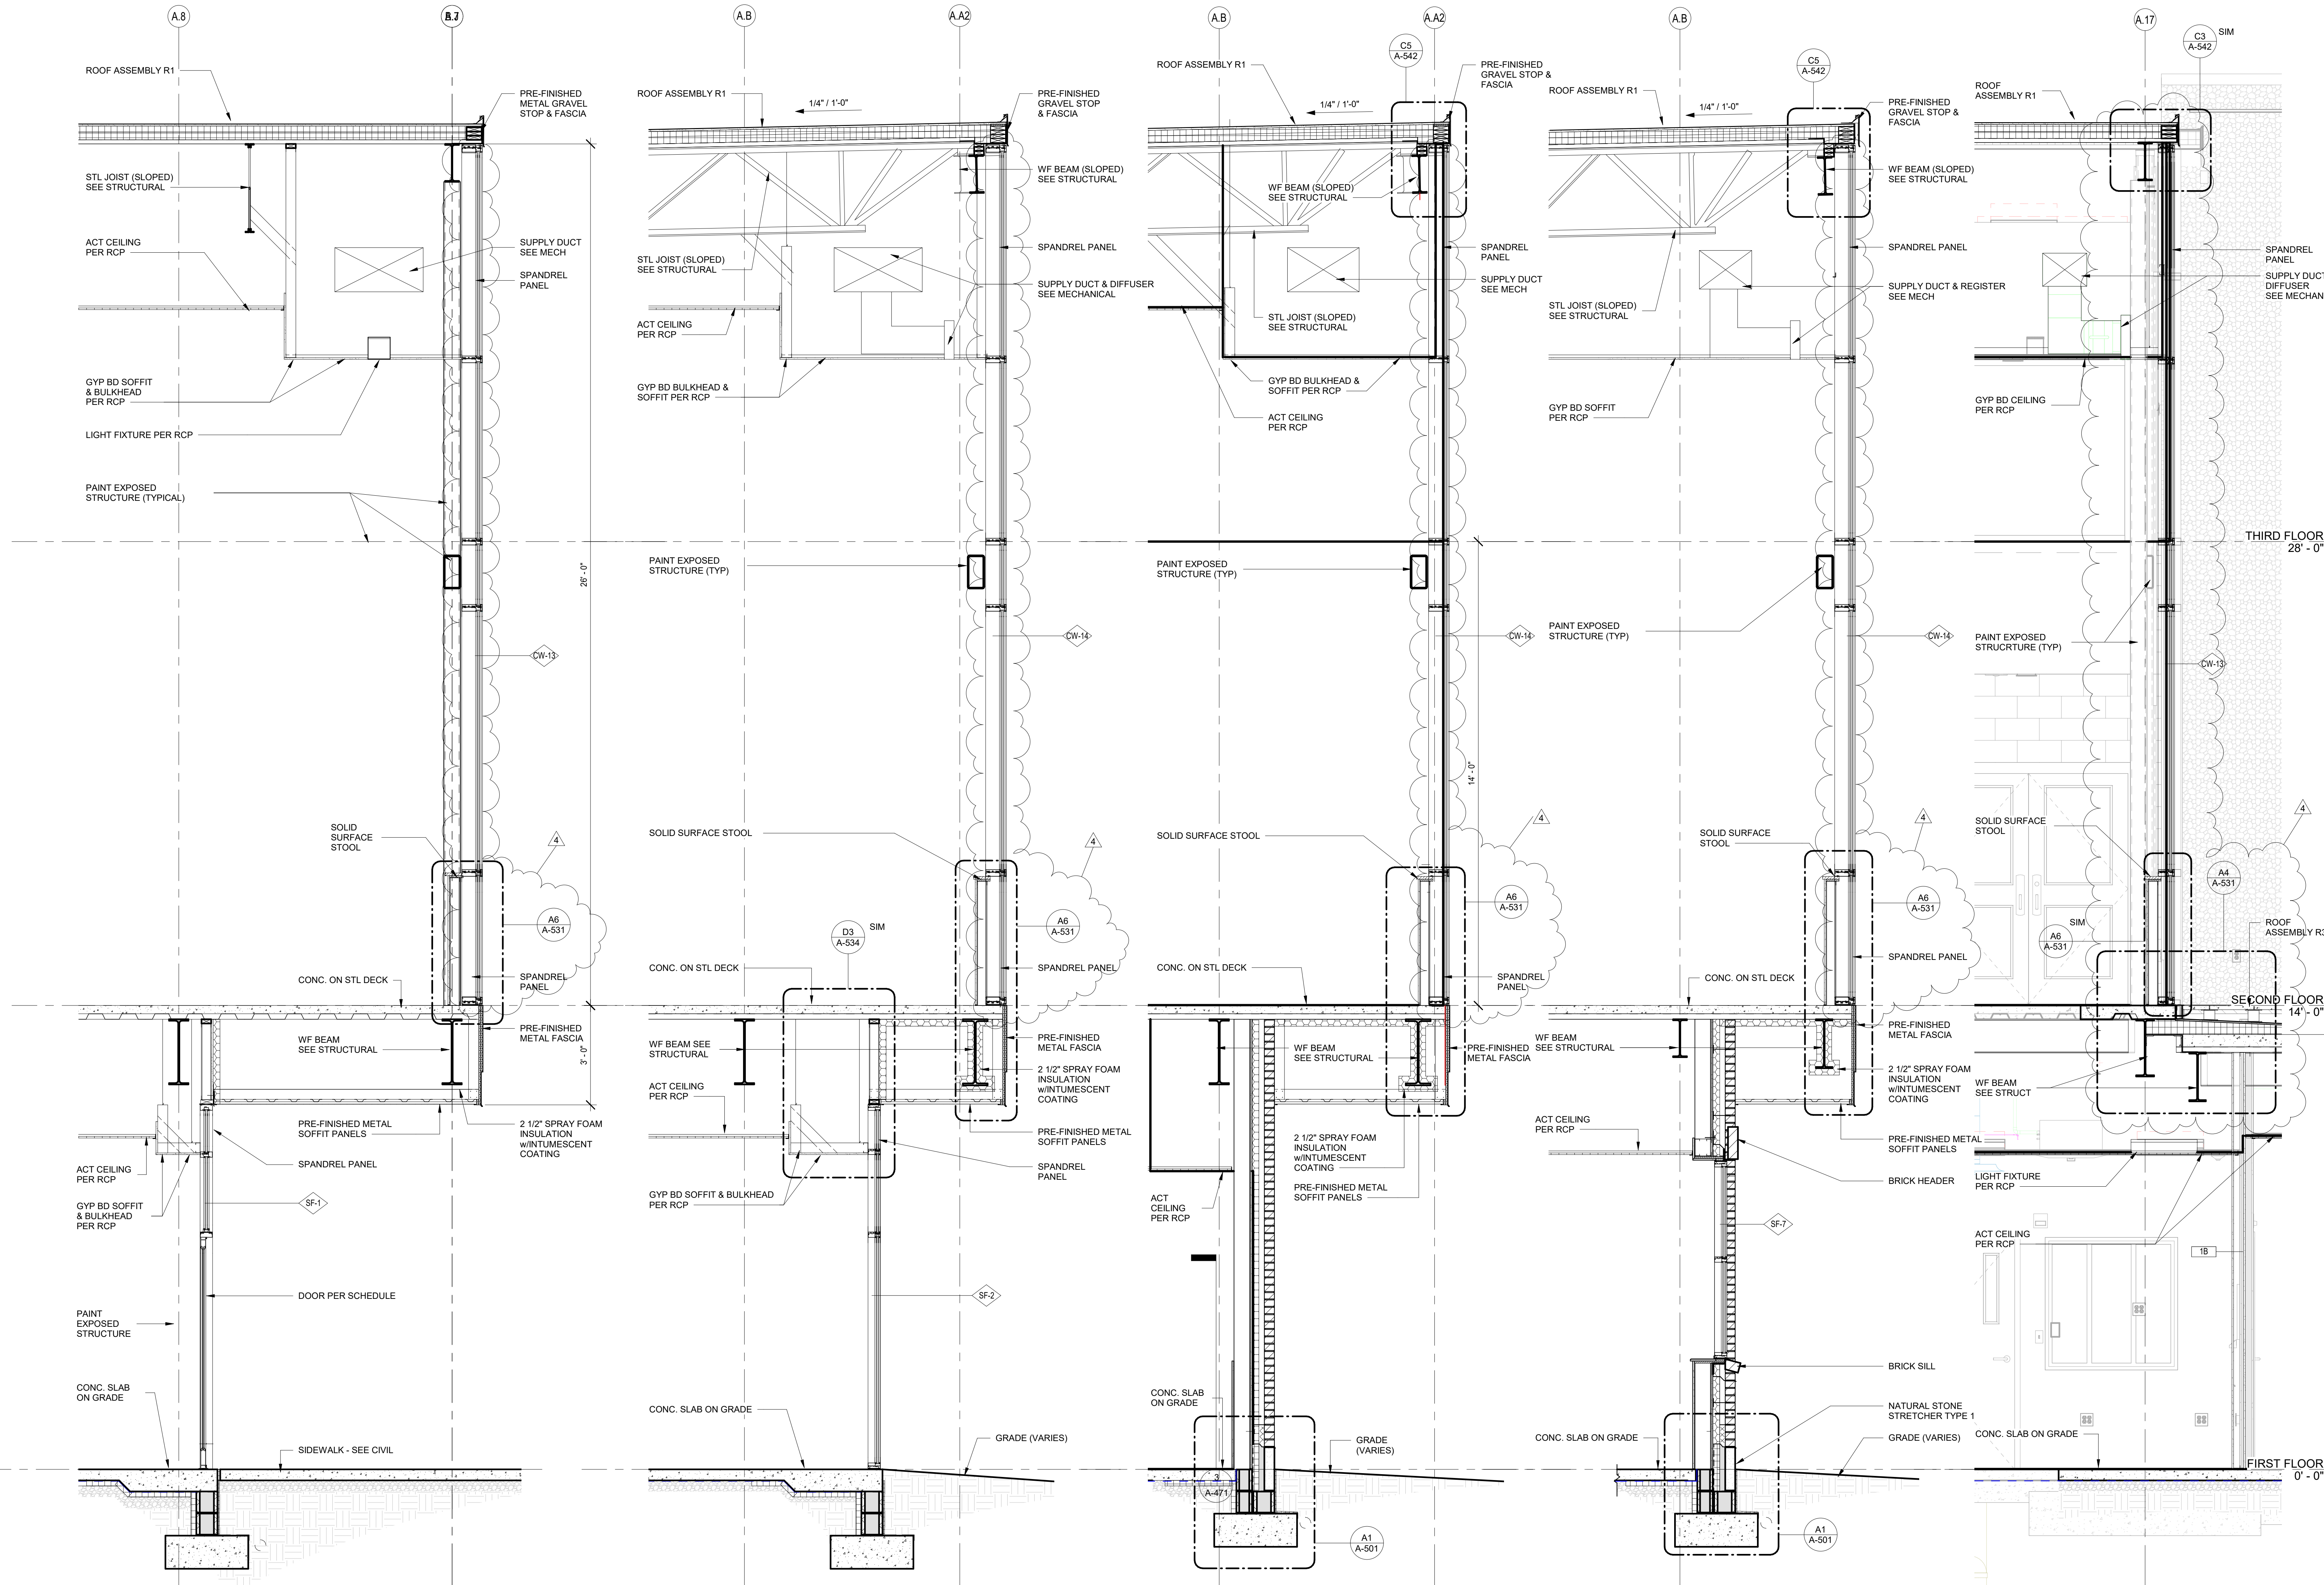 A.8
A.B
A.A2
A.B
A.A2
A.B
A.17
C3
A-542
SIM
C5
A-542
C5
A-542
ROOF ASSEMBLY R1
PRE-FINISHED
METAL GRAVEL
STOP & FASCIA
STL JOIST (SLOPED)
SEE STRUCTURAL
ACT CEILING
PER RCP
SUPPLY DUCT
SEE MECH
SPANDREL
PANEL
GYP BD SOFFIT
& BULKHEAD
PER RCP
LIGHT FIXTURE PER RCP
PAINT EXPOSED
STRUCTURE (TYPICAL)
26' - 0"
CW-13
SOLID
SURFACE
STOOL
4
A6
A-531
CONC. ON STL DECK
SPANDREL
PANEL
PRE-FINISHED
METAL FASCIA
WF BEAM
SEE STRUCTURAL
3' - 0"
PRE-FINISHED METAL
SOFFIT PANELS
2 1/2" SPRAY FOAM
INSULATION
w/INTUMESCENT
COATING
SPANDREL PANEL
ACT CEILING
PER RCP
GYP BD SOFFIT
& BULKHEAD
PER RCP
SF-1
DOOR PER SCHEDULE
PAINT
EXPOSED
STRUCTURE
CONC. SLAB
ON GRADE
SIDEWALK - SEE CIVIL
ROOF ASSEMBLY R1
1/4" / 1'-0"
PRE-FINISHED
GRAVEL STOP
& FASCIA
WF BEAM (SLOPED)
SEE STRUCTURAL
SPANDREL PANEL
STL JOIST (SLOPED)
SEE STRUCTURAL
SUPPLY DUCT & DIFFUSER
SEE MECHANICAL
ACT CEILING
PER RCP
GYP BD BULKHEAD &
SOFFIT PER RCP
PAINT EXPOSED
STRUCTURE (TYP)
CW-14
SOLID SURFACE STOOL
4
D3
A-534
SIM
A6
A-531
CONC. ON STL DECK
SPANDREL PANEL
WF BEAM SEE
STRUCTURAL
PRE-FINISHED
METAL FASCIA
2 1/2" SPRAY FOAM
INSULATION
w/INTUMESCENT
COATING
ACT CEILING
PER RCP
PRE-FINISHED METAL
SOFFIT PANELS
SPANDREL
PANEL
GYP BD SOFFIT & BULKHEAD
PER RCP
SF-2
CONC. SLAB ON GRADE
GRADE (VARIES)
ROOF ASSEMBLY R1
1/4" / 1'-0"
PRE-FINISHED
GRAVEL STOP &
FASCIA
WF BEAM (SLOPED)
SEE STRUCTURAL
SPANDREL
PANEL
SUPPLY DUCT
SEE MECH
STL JOIST (SLOPED)
SEE STRUCTURAL
GYP BD BULKHEAD &
SOFFIT PER RCP
ACT CEILING
PER RCP
PAINT EXPOSED
STRUCTURE (TYP)
CW-14
14' - 0"
SOLID SURFACE STOOL
4
A6
A-531
CONC. ON STL DECK
SPANDREL
PANEL
WF BEAM
SEE STRUCTURAL
PRE-FINISHED
METAL FASCIA
2 1/2" SPRAY FOAM
INSULATION
w/INTUMESCENT
COATING
PRE-FINISHED METAL
SOFFIT PANELS
ACT
CEILING
PER RCP
CONC. SLAB
ON GRADE
GRADE
(VARIES)
3
A-471
A1
A-501
ROOF ASSEMBLY R1
1/4" / 1'-0"
PRE-FINISHED
GRAVEL STOP &
FASCIA
WF BEAM (SLOPED)
SEE STRUCTURAL
SPANDREL PANEL
SUPPLY DUCT & REGISTER
SEE MECH
STL JOIST (SLOPED)
SEE STRUCTURAL
GYP BD SOFFIT
PER RCP
PAINT EXPOSED
STRUCTURE (TYP)
CW-14
SOLID SURFACE
STOOL
4
A6
A-531
SPANDREL PANEL
CONC. ON STL DECK
WF BEAM
SEE STRUCTURAL
PRE-FINISHED
METAL FASCIA
2 1/2" SPRAY FOAM
INSULATION
w/INTUMESCENT
COATING
ACT CEILING
PER RCP
PRE-FINISHED METAL
SOFFIT PANELS
BRICK HEADER
SF-7
BRICK SILL
NATURAL STONE
STRETCHER TYPE 1
CONC. SLAB ON GRADE
GRADE (VARIES)
A1
A-501
ROOF
ASSEMBLY R1
SPANDREL
PANEL
SUPPLY DUCT
DIFFUSER
SEE MECHAN
GYP BD CEILING
PER RCP
THIRD FLOOR
28' - 0"
PAINT EXPOSED
STRUCRTURE (TYP)
CW-13
SOLID SURFACE
STOOL
4
A4
A-531
A6
A-531
SIM
ROOF
ASSEMBLY R3
SECOND FLOOR
14' - 0"
WF BEAM
SEE STRUCT
LIGHT FIXTURE
PER RCP
ACT CEILING
PER RCP
1B
CONC. SLAB ON GRADE
FIRST FLOOR
0' - 0"